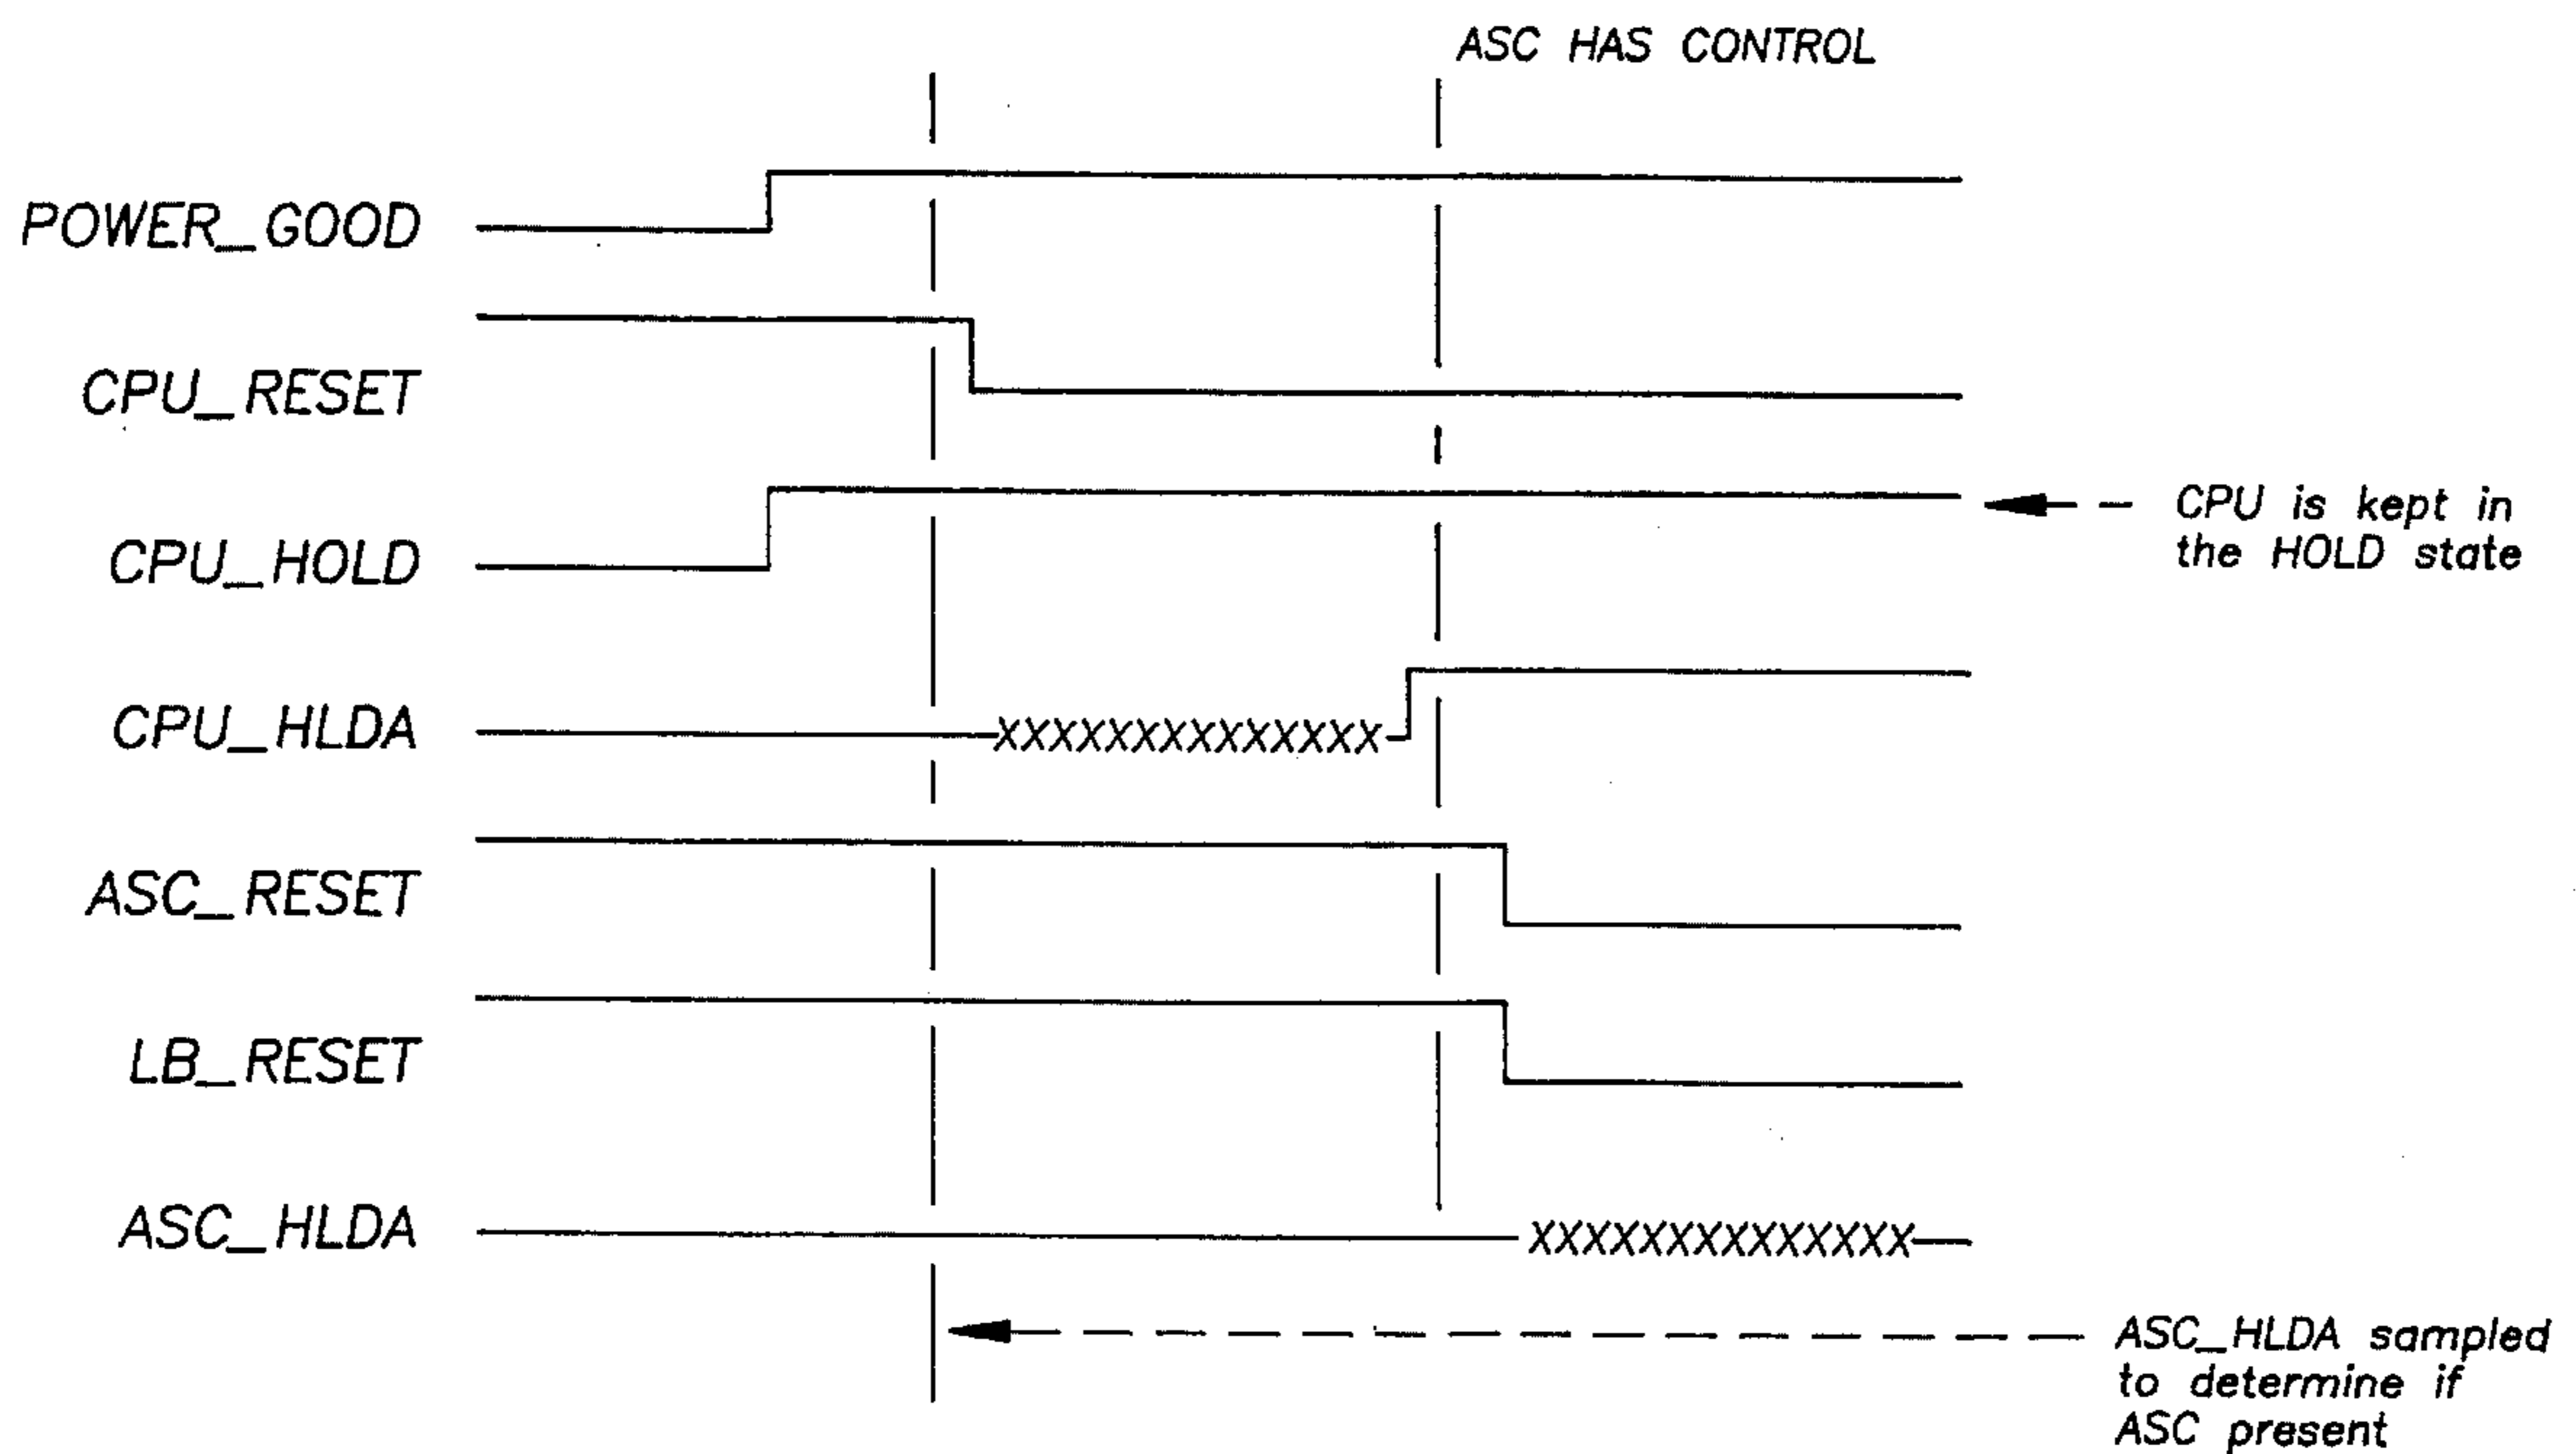 ASC HAS CONTROL
POWER_GOOD
CPU_RESET
CPU_HOLD
CPU is kept in
the HOLD state
CPU_HLDA
XXXXXXXXXXXXXX
ASC_RESET
LB_RESET
ASC_HLDA
XXXXXXXXXXXXXX
ASC_HLDA sampled
to determine if
ASC present